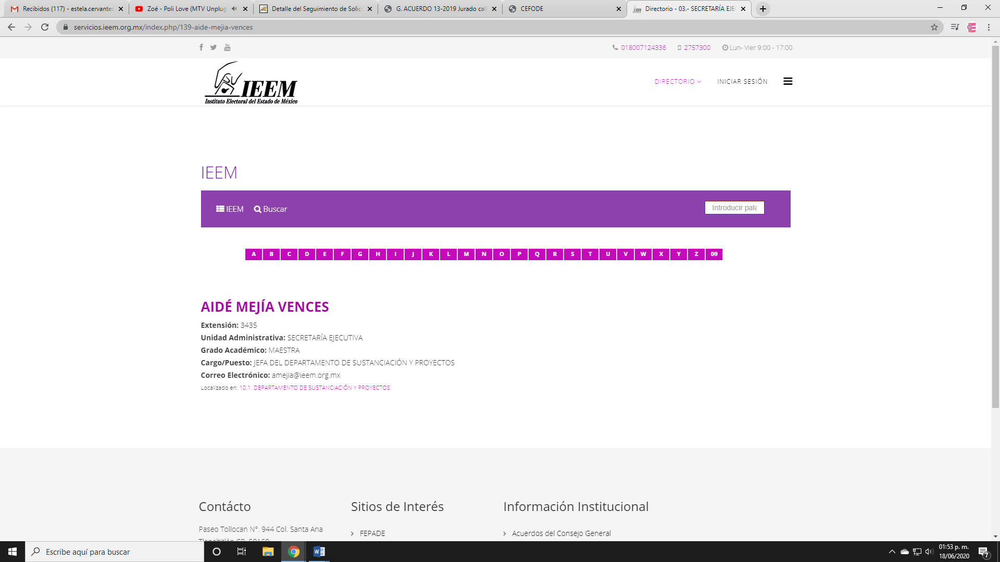 Recibidos (117) - estela.cervantes
Zoé - Poli Love (MTV Unplug
Detalle del Seguimiento de Solici
G. ACUERDO 13-2019 Jurado cali
CEFODE
Directorio - 03.- SECRETARÍA EJE
servicios.ieem.org.mx/index.php/139-aide-mejia-vences
018007124336 2757300 Lun- Vier 9:00 - 17:00
IEEM
Instituto Electoral del Estado de México
DIRECTORIO INICIAR SESIÓN
IEEM
IEEM Buscar Introducir pala
A B C D E F G H I J K L M N O P Q R S T U V W X Y Z 09
AIDÉ MEJÍA VENCES
Extensión: 3435
Unidad Administrativa: SECRETARÍA EJECUTIVA
Grado Académico: MAESTRA
Cargo/Puesto: JEFA DEL DEPARTAMENTO DE SUSTANCIACIÓN Y PROYECTOS
Correo Electrónico: amejia@ieem.org.mx
Localizado en: 10.1. DEPARTAMENTO DE SUSTANCIACIÓN Y PROYECTOS
Contácto
Paseo Tollocan N°. 944 Col. Santa Ana
Sitios de Interés
FEPADE
Información Institucional
Acuerdos del Consejo General
Escribe aquí para buscar
01:53 p. m.
18/06/2020
7